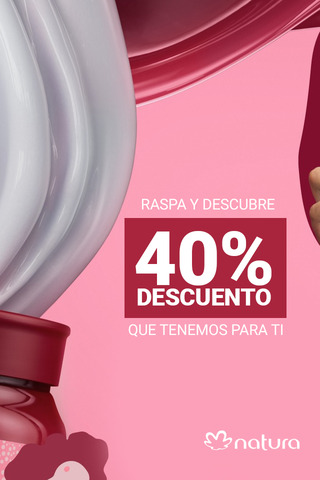 RASPA Y DESCUBRE
40%
DESCUENTO
QUE TENEMOS PARA TI
natura